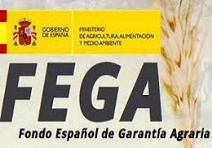 GOBIERNO
DE ESPAÑA
MINISTERIO
DE AGRICULTURA, ALIMENTACIÓN
Y MEDIO AMBIENTE
FEGA
Fondo Español de Garantía Agraria